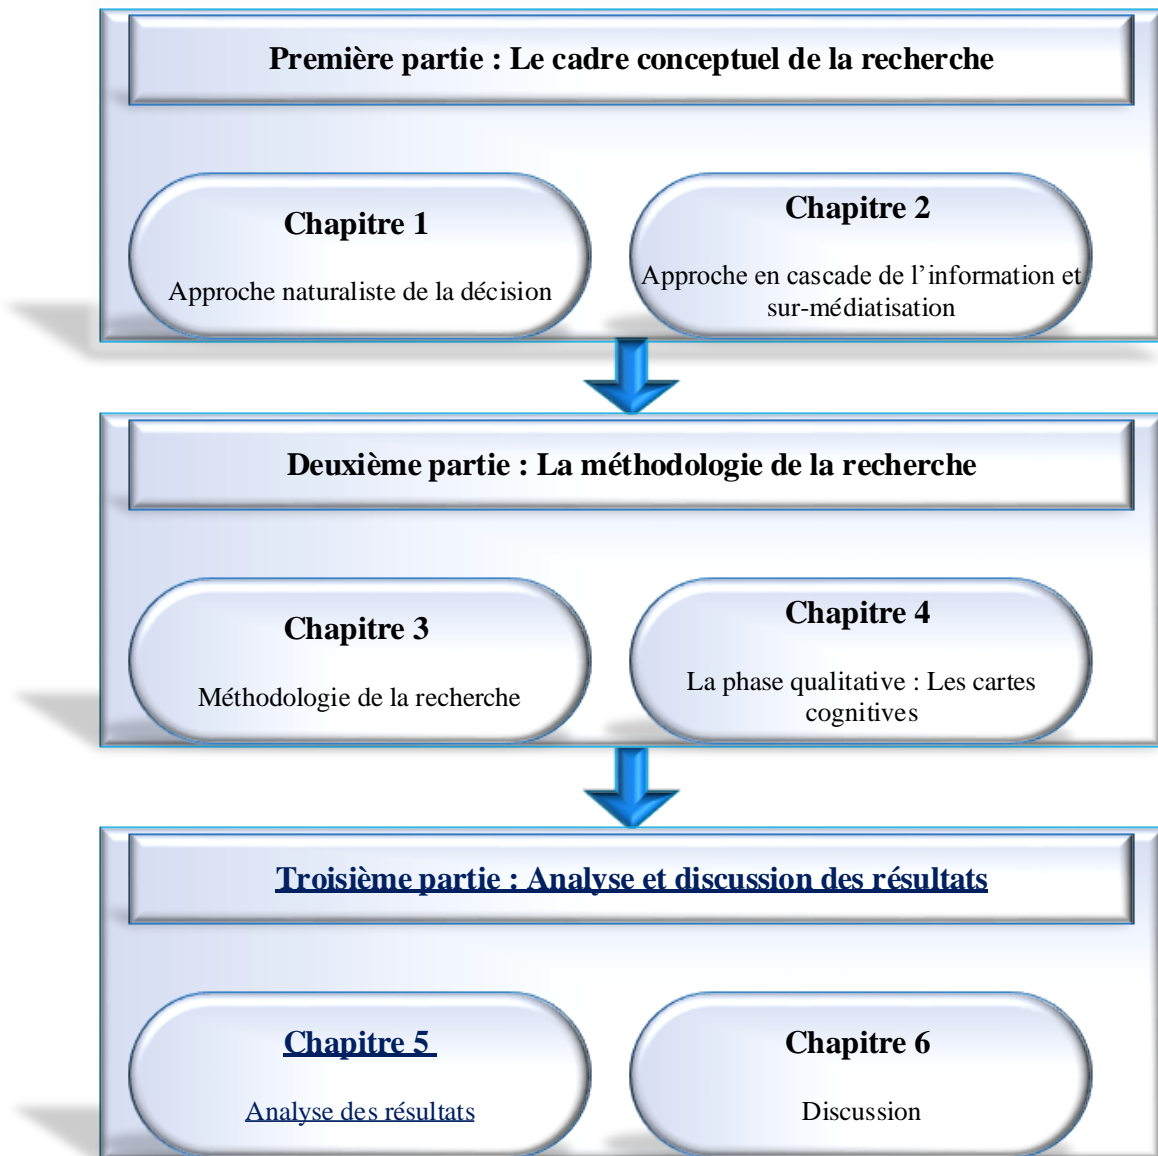 Première partie : Le cadre conceptuel de la recherche
Chapitre 1
Approche naturaliste de la décision
Chapitre 2
Approche en cascade de l’information et
sur-médiatisation
Deuxième partie : La méthodologie de la recherche
Chapitre 3
Méthodologie de la recherche
Chapitre 4
La phase qualitative : Les cartes
cognitives
Troisième partie : Analyse et discussion des résultats
Chapitre 5
Analyse des résultats
Chapitre 6
Discussion